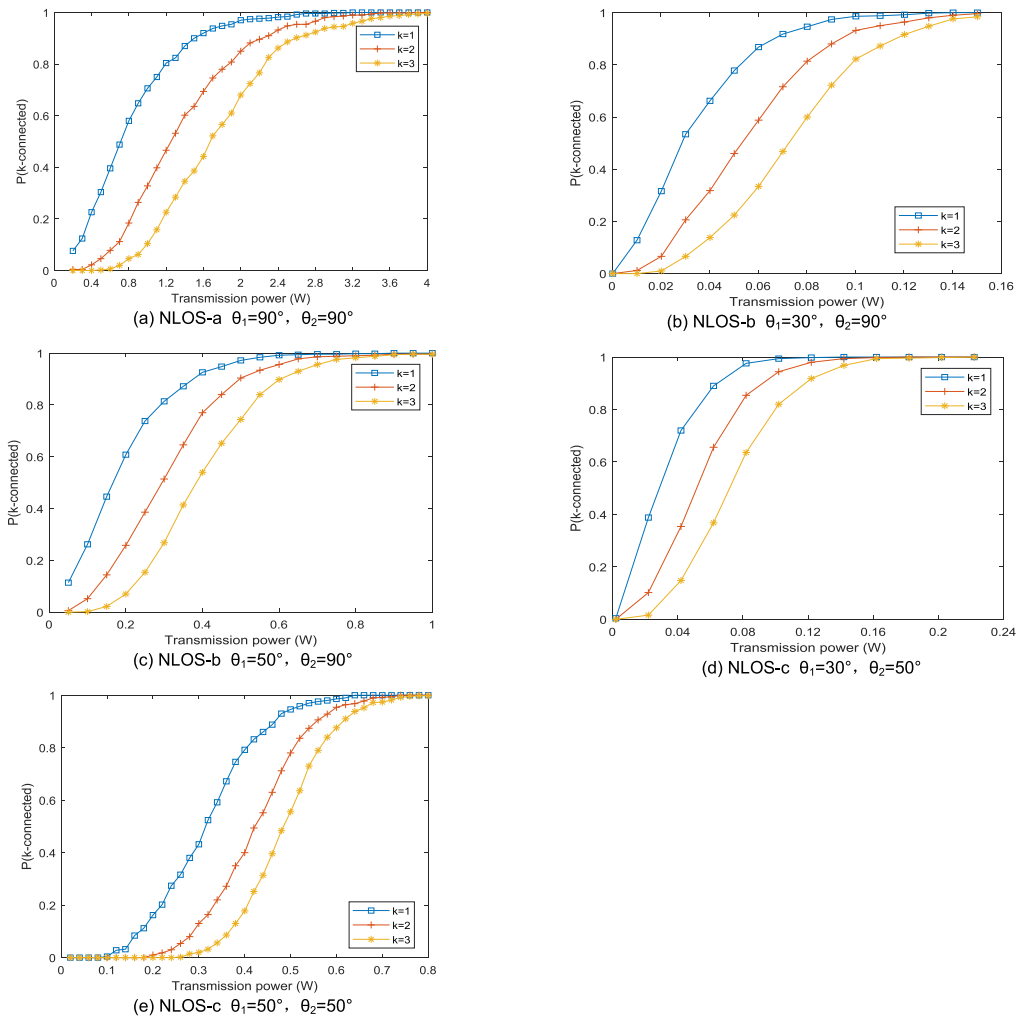 1
0.8
0.6
0.4
0.2
0
P(k-connected)
k=1
k=2
k=3
0 0.4 0.8 1.2 1.6 2 2.4 2.8 3.2 3.6 4
Transmission power (W)
(a) NLOS-a θ1=90°, θ2=90°
1
0.8
0.6
0.4
0.2
0
P(k-connected)
k=1
k=2
k=3
0 0.02 0.04 0.06 0.08 0.1 0.12 0.14 0.16
Transmission power (W)
(b) NLOS-b θ1=30°, θ2=90°
1
0.8
0.6
0.4
0.2
0
P(k-connected)
k=1
k=2
k=3
0.2 0.4 0.6 0.8 1
Transmission power (W)
(c) NLOS-b θ1=50°, θ2=90°
1
0.8
0.6
0.4
0.2
0
P(k-connected)
k=1
k=2
k=3
0 0.04 0.08 0.12 0.16 0.2 0.24
Transmission power (W)
(d) NLOS-c θ1=30°, θ2=50°
1
0.8
0.6
0.4
0.2
0
P(k-connected)
k=1
k=2
k=3
0 0.1 0.2 0.3 0.4 0.5 0.6 0.7 0.8
Transmission power (W)
(e) NLOS-c θ1=50°, θ2=50°